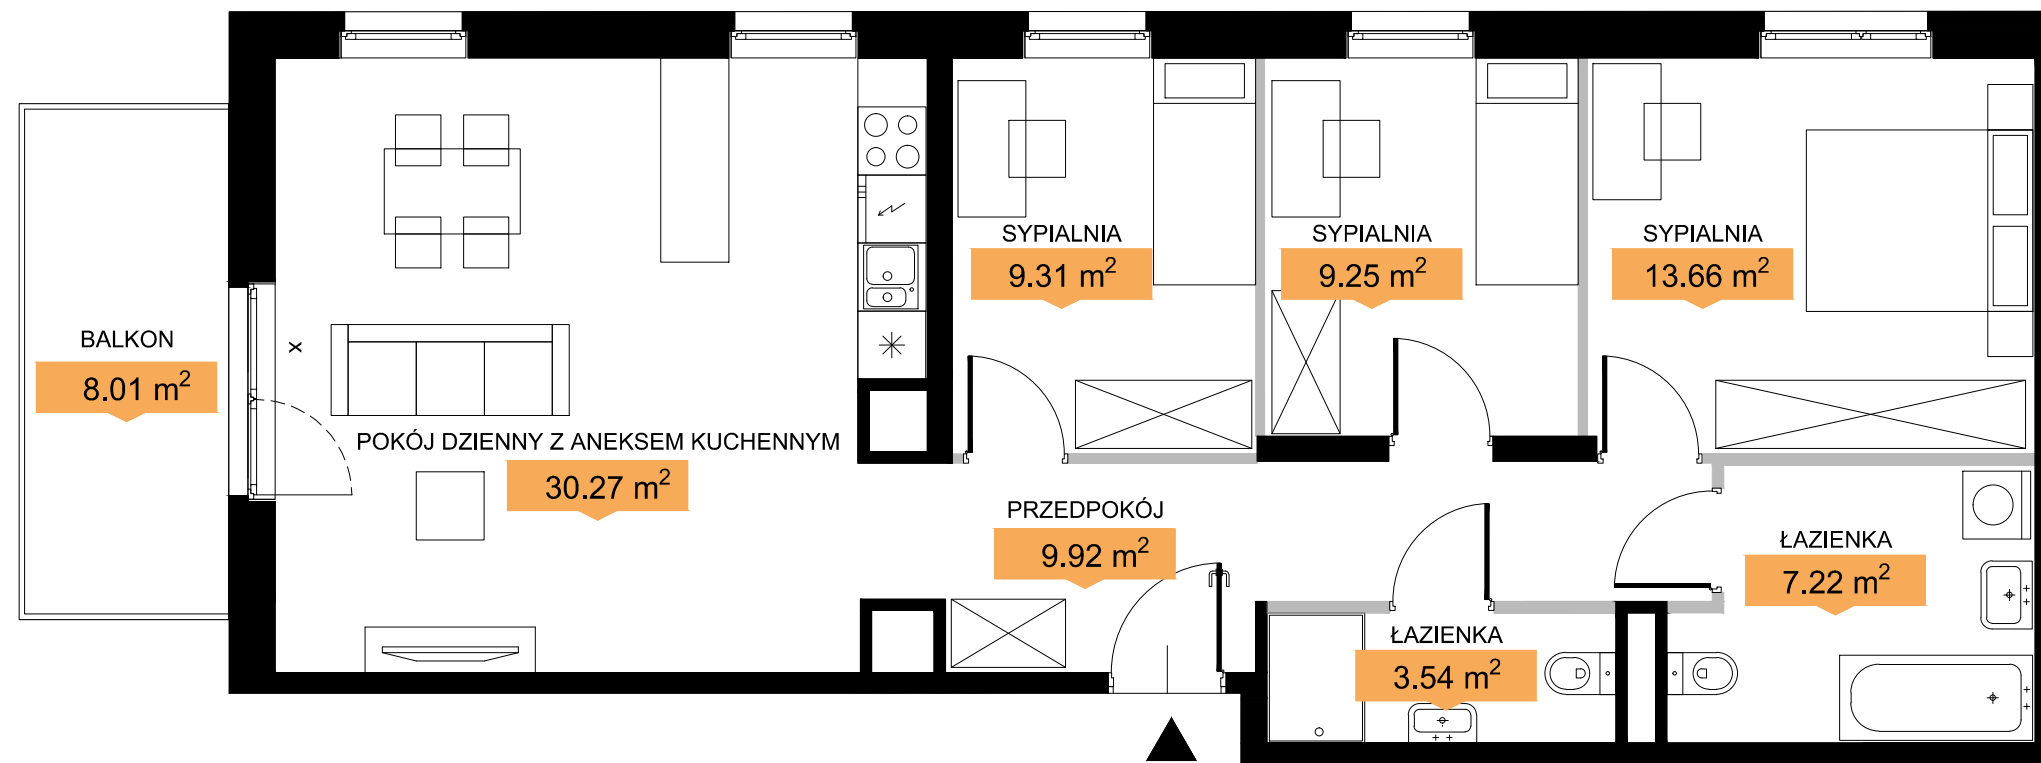 SYPIALNIA
9.31 m²
SYPIALNIA
9.25 m²
SYPIALNIA
13.66 m²
BALKON
8.01 m²
x
POKÓJ DZIENNY Z ANEKSEM KUCHENNYM
30.27 m²
PRZEDPOKÓJ
9.92 m²
ŁAZIENKA
7.22 m²
ŁAZIENKA
3.54 m²